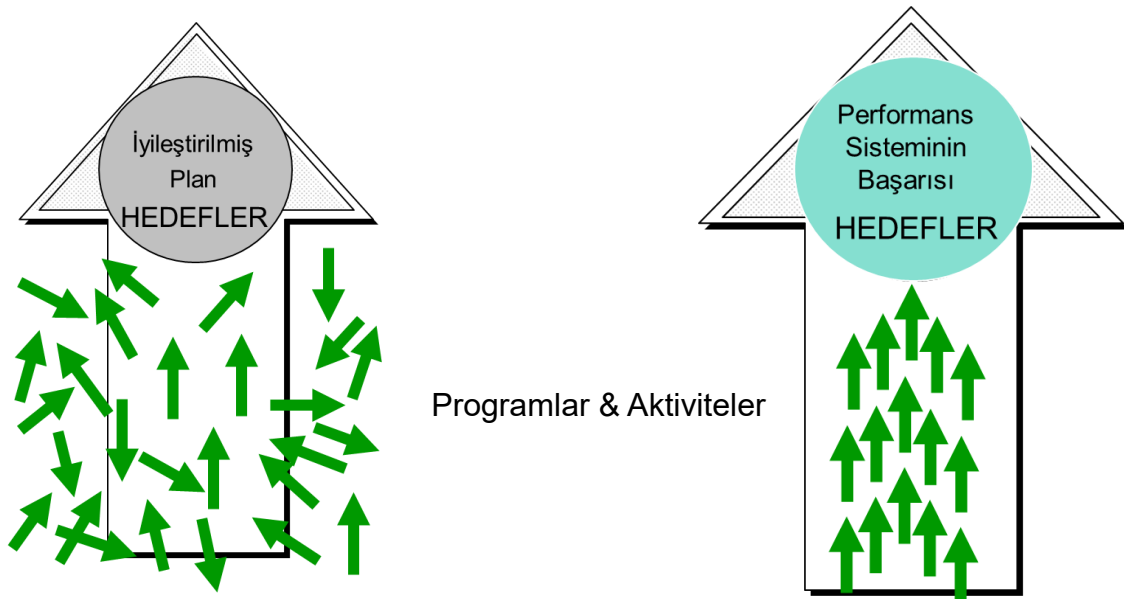 İyileştirilmiş
Plan
HEDEFLER
Performans
Sisteminin
Başarısı
HEDEFLER
Programlar & Aktiviteler